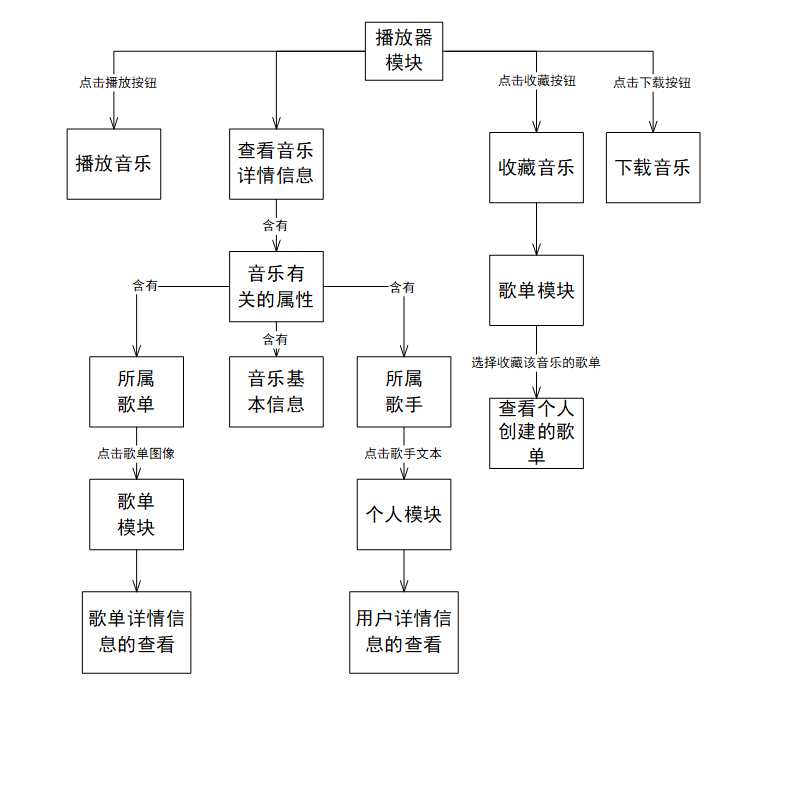 播放器
模块
点击播放按钮
点击收藏按钮
点击下载按钮
播放音乐
查看音乐
详情信息
收藏音乐
下载音乐
含有
音乐有
关的属性
歌单模块
含有
含有
含有
选择收藏该音乐的歌单
所属
歌单
音乐基
本信息
所属
歌手
查看个人
创建的歌
单
点击歌单图像
点击歌手文本
歌单
模块
个人模块
歌单详情信
息的查看
用户详情信
息的查看